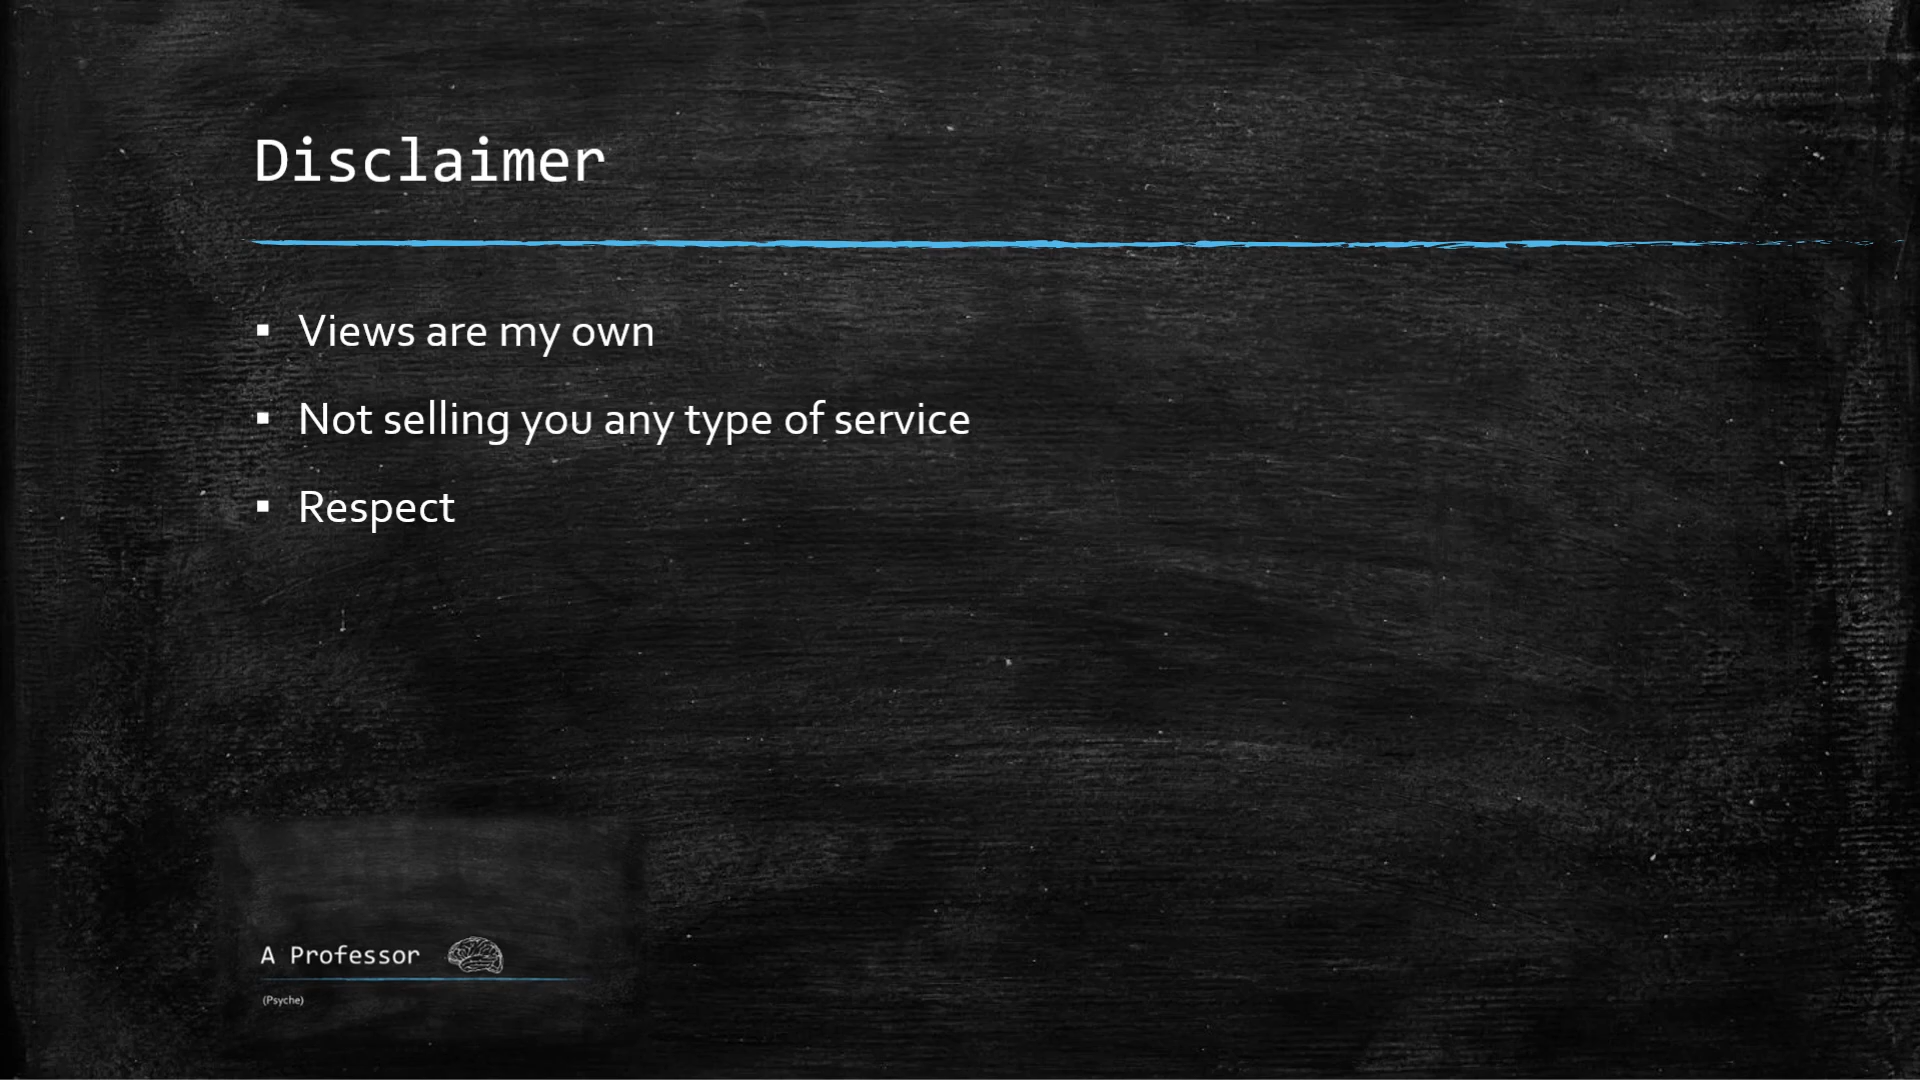 Disclaimer
▪ Views are my own
▪ Not selling you any type of service
▪ Respect
A Professor
(Psyche)